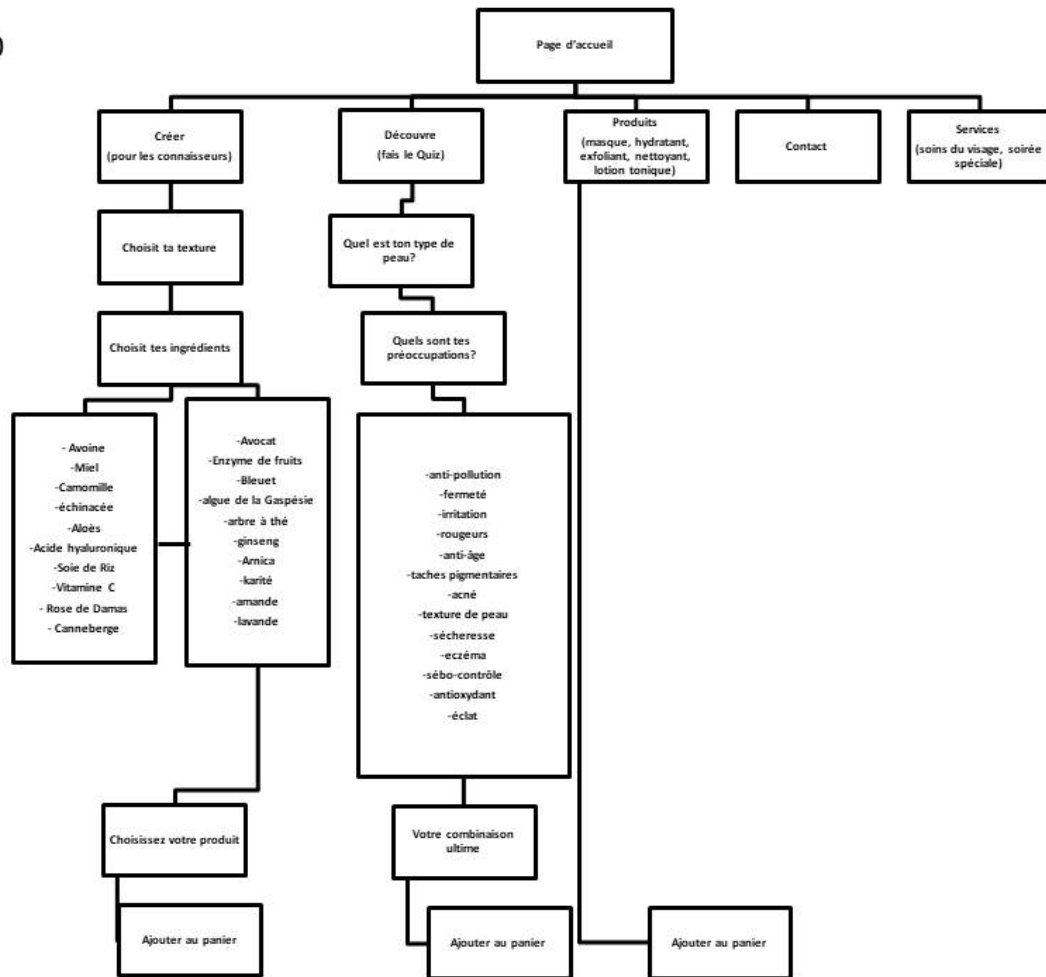 Page d'accueil
Créer
(pour les connaisseurs)
Découvre
(fais le Quiz)
Produits
(masque, hydratant,
exfoliant, nettoyant,
lotion tonique)
Contact
Services
(soins du visage, soirée
spéciale)
Choisit ta texture
Quel est ton type de
peau?
Choisit tes ingrédients
Quels sont tes
préoccupations?
- Avoine
-Miel
-Camomille
-échinacée
-Aloès
-Acide hyaluronique
-Soie de Riz
-Vitamine C
- Rose de Damas
- Canneberge
-Avocat
-Enzyme de fruits
-Bleuet
-algue de la Gaspésie
-arbre à thé
-ginseng
-Arnica
-karité
-amande
-lavande
-anti-pollution
-fermeté
-irritation
-rougeurs
-anti-âge
-taches pigmentaires
-acné
-texture de peau
-sécheresse
-eczéma
-sébo-contrôle
-antioxydant
-éclat
Choisissez votre produit
Votre combinaison
ultime
Ajouter au panier
Ajouter au panier
Ajouter au panier